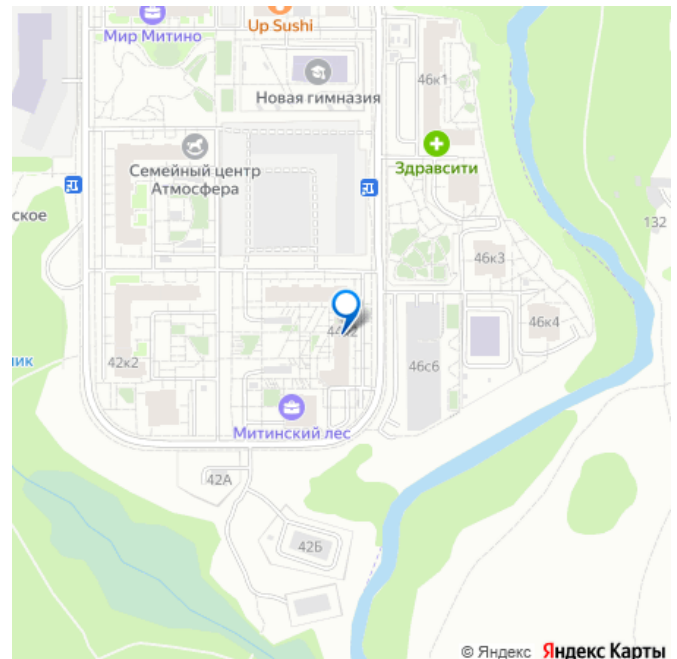 Up Sushi
Мир Митино
46к1
Новая гимназия
Здравсити
Семейный центр
Атмосфера
ское
132
46к3
46к4
42к2
46с6
ник
Митинский лес
42А
42Б
© Яндекс Яндекс Карты